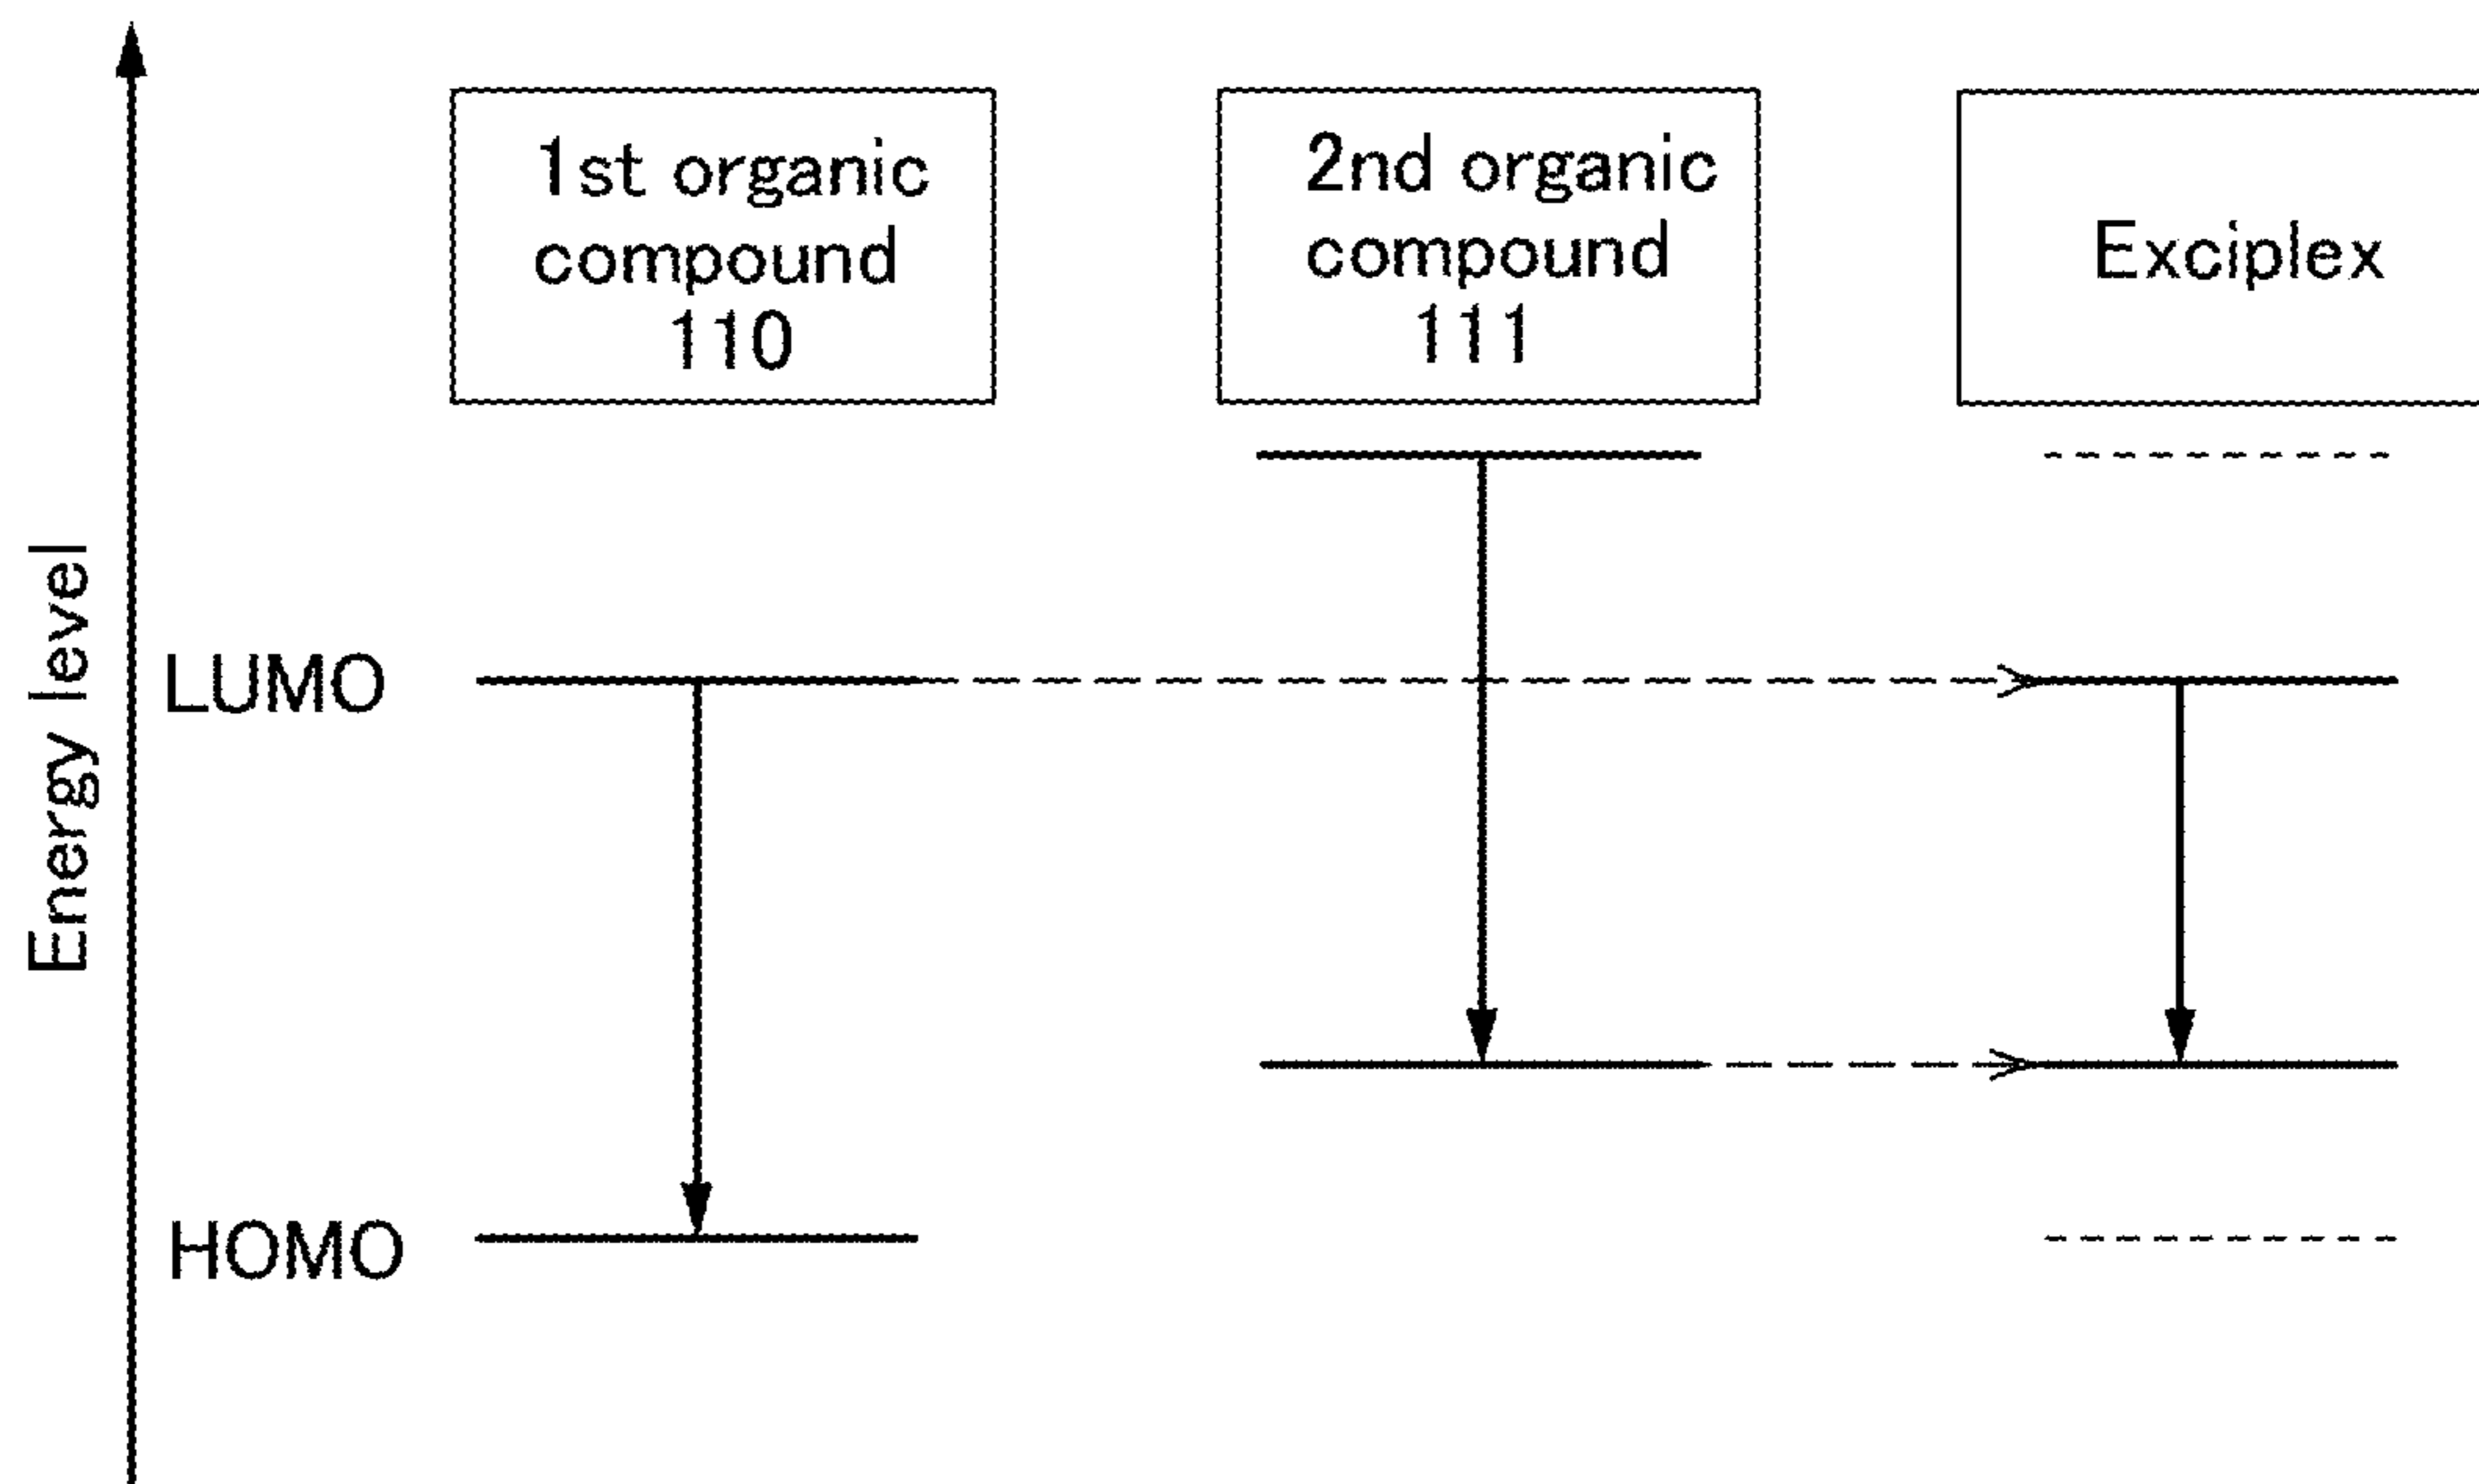 1st organic
compound
110
2nd organic
compound
111
Exciplex
Energy level
LUMO
HOMO